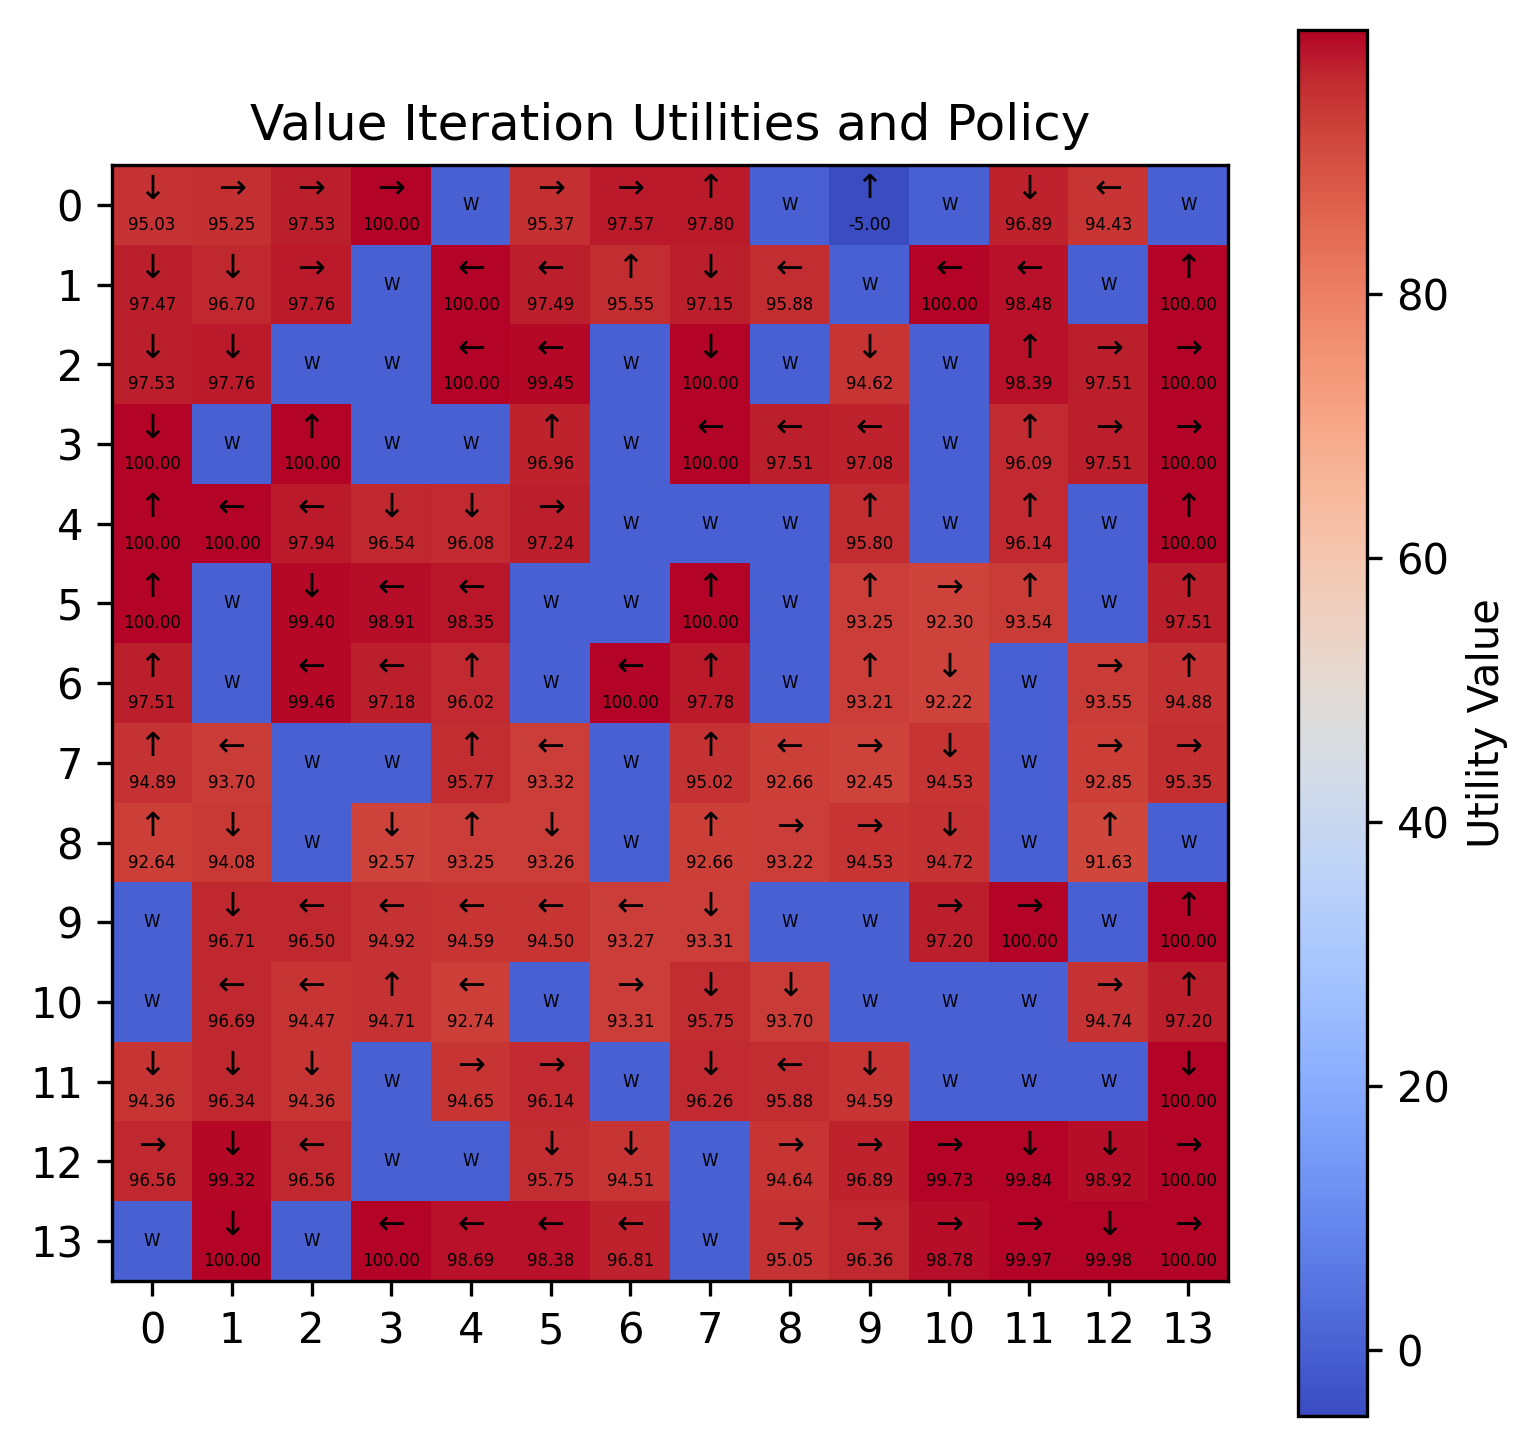 Value Iteration Utilities and Policy
0 ↓ → → → W → → ↑ W ↑ W ↓ ← W
95.03 95.25 97.53 100.00 95.37 97.57 97.80 -5.00 96.89 94.43
1 ↓ ↓ → W ← ← ↑ ↓ ← W ← ← W ↑
97.47 96.70 97.76 100.00 97.49 95.55 97.15 95.88 100.00 98.48 100.00
2 ↓ ↓ W W ← ← W ↓ W ↓ W ↑ → →
97.53 97.76 100.00 99.45 100.00 94.62 98.39 97.51 100.00
3 ↓ W ↑ W W ↑ W ← ← ← W ↑ → →
100.00 100.00 96.96 100.00 97.51 97.08 96.09 97.51 100.00
4 ↑ ← ← ↓ ↓ → W W W ↑ W ↑ W ↑
100.00 100.00 97.94 96.54 96.08 97.24 95.80 96.14 100.00
5 ↑ W ↓ ← ← W W ↑ W ↑ → ↑ W ↑
100.00 99.40 98.91 98.35 100.00 93.25 92.30 93.54 97.51
6 ↑ W ← ← ↑ W ← ↑ W ↑ ↓ W → ↑
97.51 99.46 97.18 96.02 100.00 97.78 93.21 92.22 93.55 94.88
7 ↑ ← W W ↑ ← W ↑ ← → ↓ W → →
94.89 93.70 95.77 93.32 95.02 92.66 92.45 94.53 92.85 95.35
8 ↑ ↓ W ↓ ↑ ↓ W ↑ → → ↓ W ↑ W
92.64 94.08 92.57 93.25 93.26 92.66 93.22 94.53 94.72 91.63
9 W ↓ ← ← ← ← ← ↓ W W → → W ↑
96.71 96.50 94.92 94.59 94.50 93.27 93.31 97.20 100.00 100.00
10 W ← ← ↑ ← W → ↓ ↓ W W W → ↑
96.69 94.47 94.71 92.74 93.31 95.75 93.70 94.74 97.20
11 ↓ ↓ ↓ W → → W ↓ ← ↓ W W W ↓
94.36 96.34 94.36 94.65 96.14 96.26 95.88 94.59 100.00
12 → ↓ ← W W ↓ ↓ W → → → ↓ ↓ →
96.56 99.32 96.56 95.75 94.51 94.64 96.89 99.73 99.84 98.92 100.00
13 W ↓ W ← ← ← ← W → → → → ↓ →
100.00 100.00 98.69 98.38 96.81 95.05 96.36 98.78 99.97 99.98 100.00
0 1 2 3 4 5 6 7 8 9 10 11 12 13
80
60
40
20
0
Utility Value